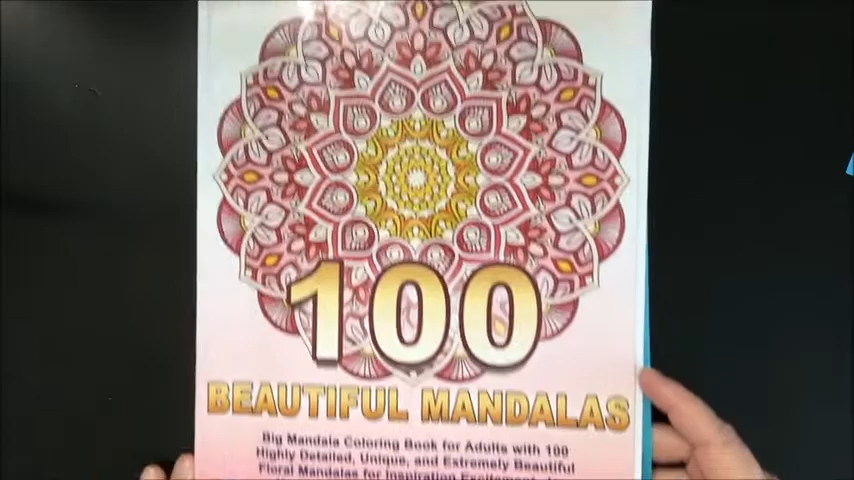 100
BEAUTIFUL MANDALAS
Big Mandala Coloring Book for Adults with 100
Highly Detailed, Unique, and Extremely Beautiful
Floral Mandalas for Inspiration Excitement,